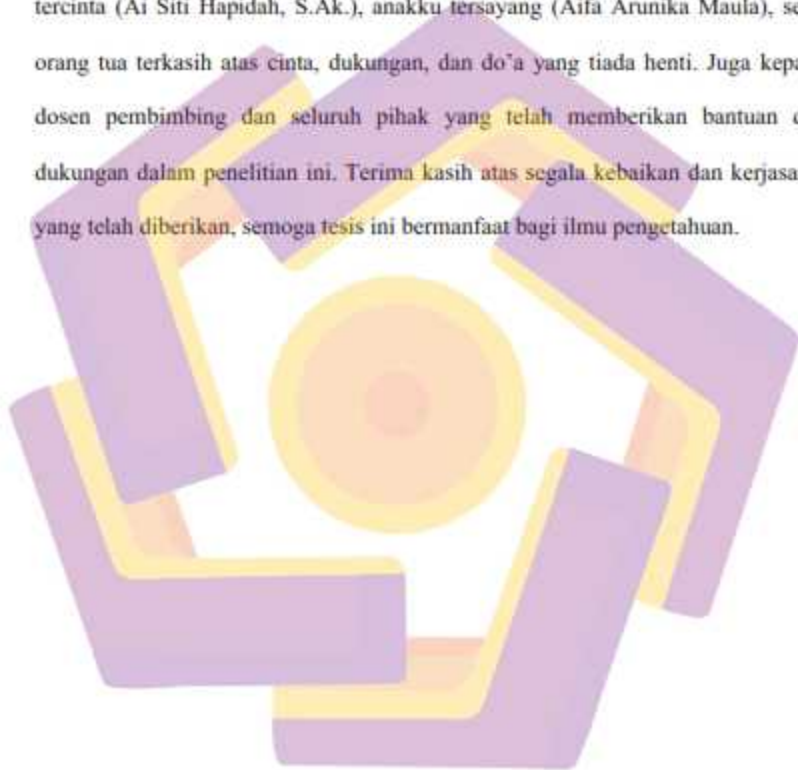 tercinta (Ai Siti Hapidah, S.Ak.), anakku tersayang (Aifa Arunika Maula), se
orang tua terkasih atas cinta, dukungan, dan do'a yang tiada henti. Juga kepa
dosen pembimbing dan seluruh pihak yang telah memberikan bantuan d
dukungan dalam penelitian ini. Terima kasih atas segala kebaikan dan kerjasa
yang telah diberikan, semoga tesis ini bermanfaat bagi ilmu pengetahuan.